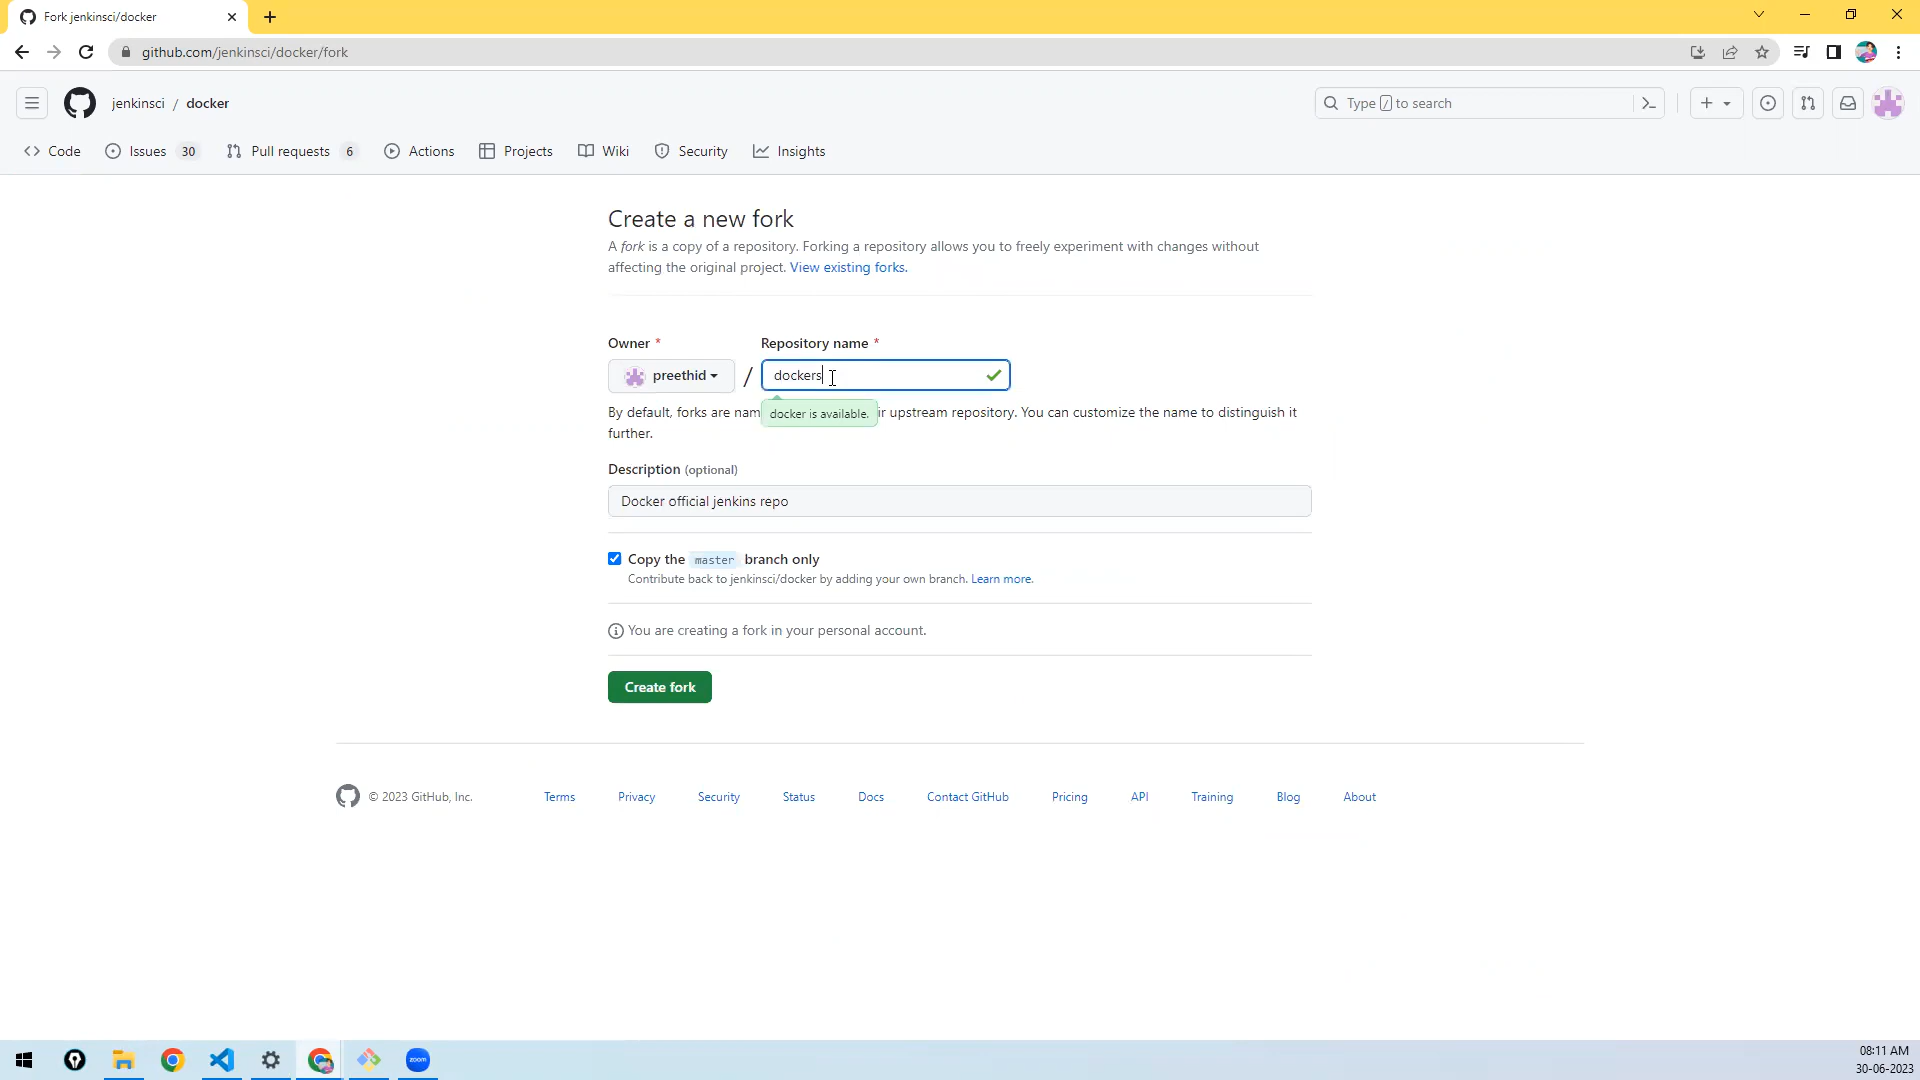 Fork jenkinsci/docker
github.com/jenkinsci/docker/fork
jenkinsci / docker
Type / to search
Code
Issues 30
Pull requests 6
Actions
Projects
Wiki
Security
Insights
Create a new fork
A fork is a copy of a repository. Forking a repository allows you to freely experiment with changes without
affecting the original project. View existing forks.
Owner *
Repository name *
preethid / dockers
By default, forks are nam
docker is available.
ir upstream repository. You can customize the name to distinguish it
further.
Description (optional)
Docker official jenkins repo
Copy the master branch only
Contribute back to jenkinsci/docker by adding your own branch. Learn more.
You are creating a fork in your personal account.
Create fork
© 2023 GitHub, Inc.
Terms
Privacy
Security
Status
Docs
Contact GitHub
Pricing
API
Training
Blog
About
zoom
08:11 AM
30-06-2023